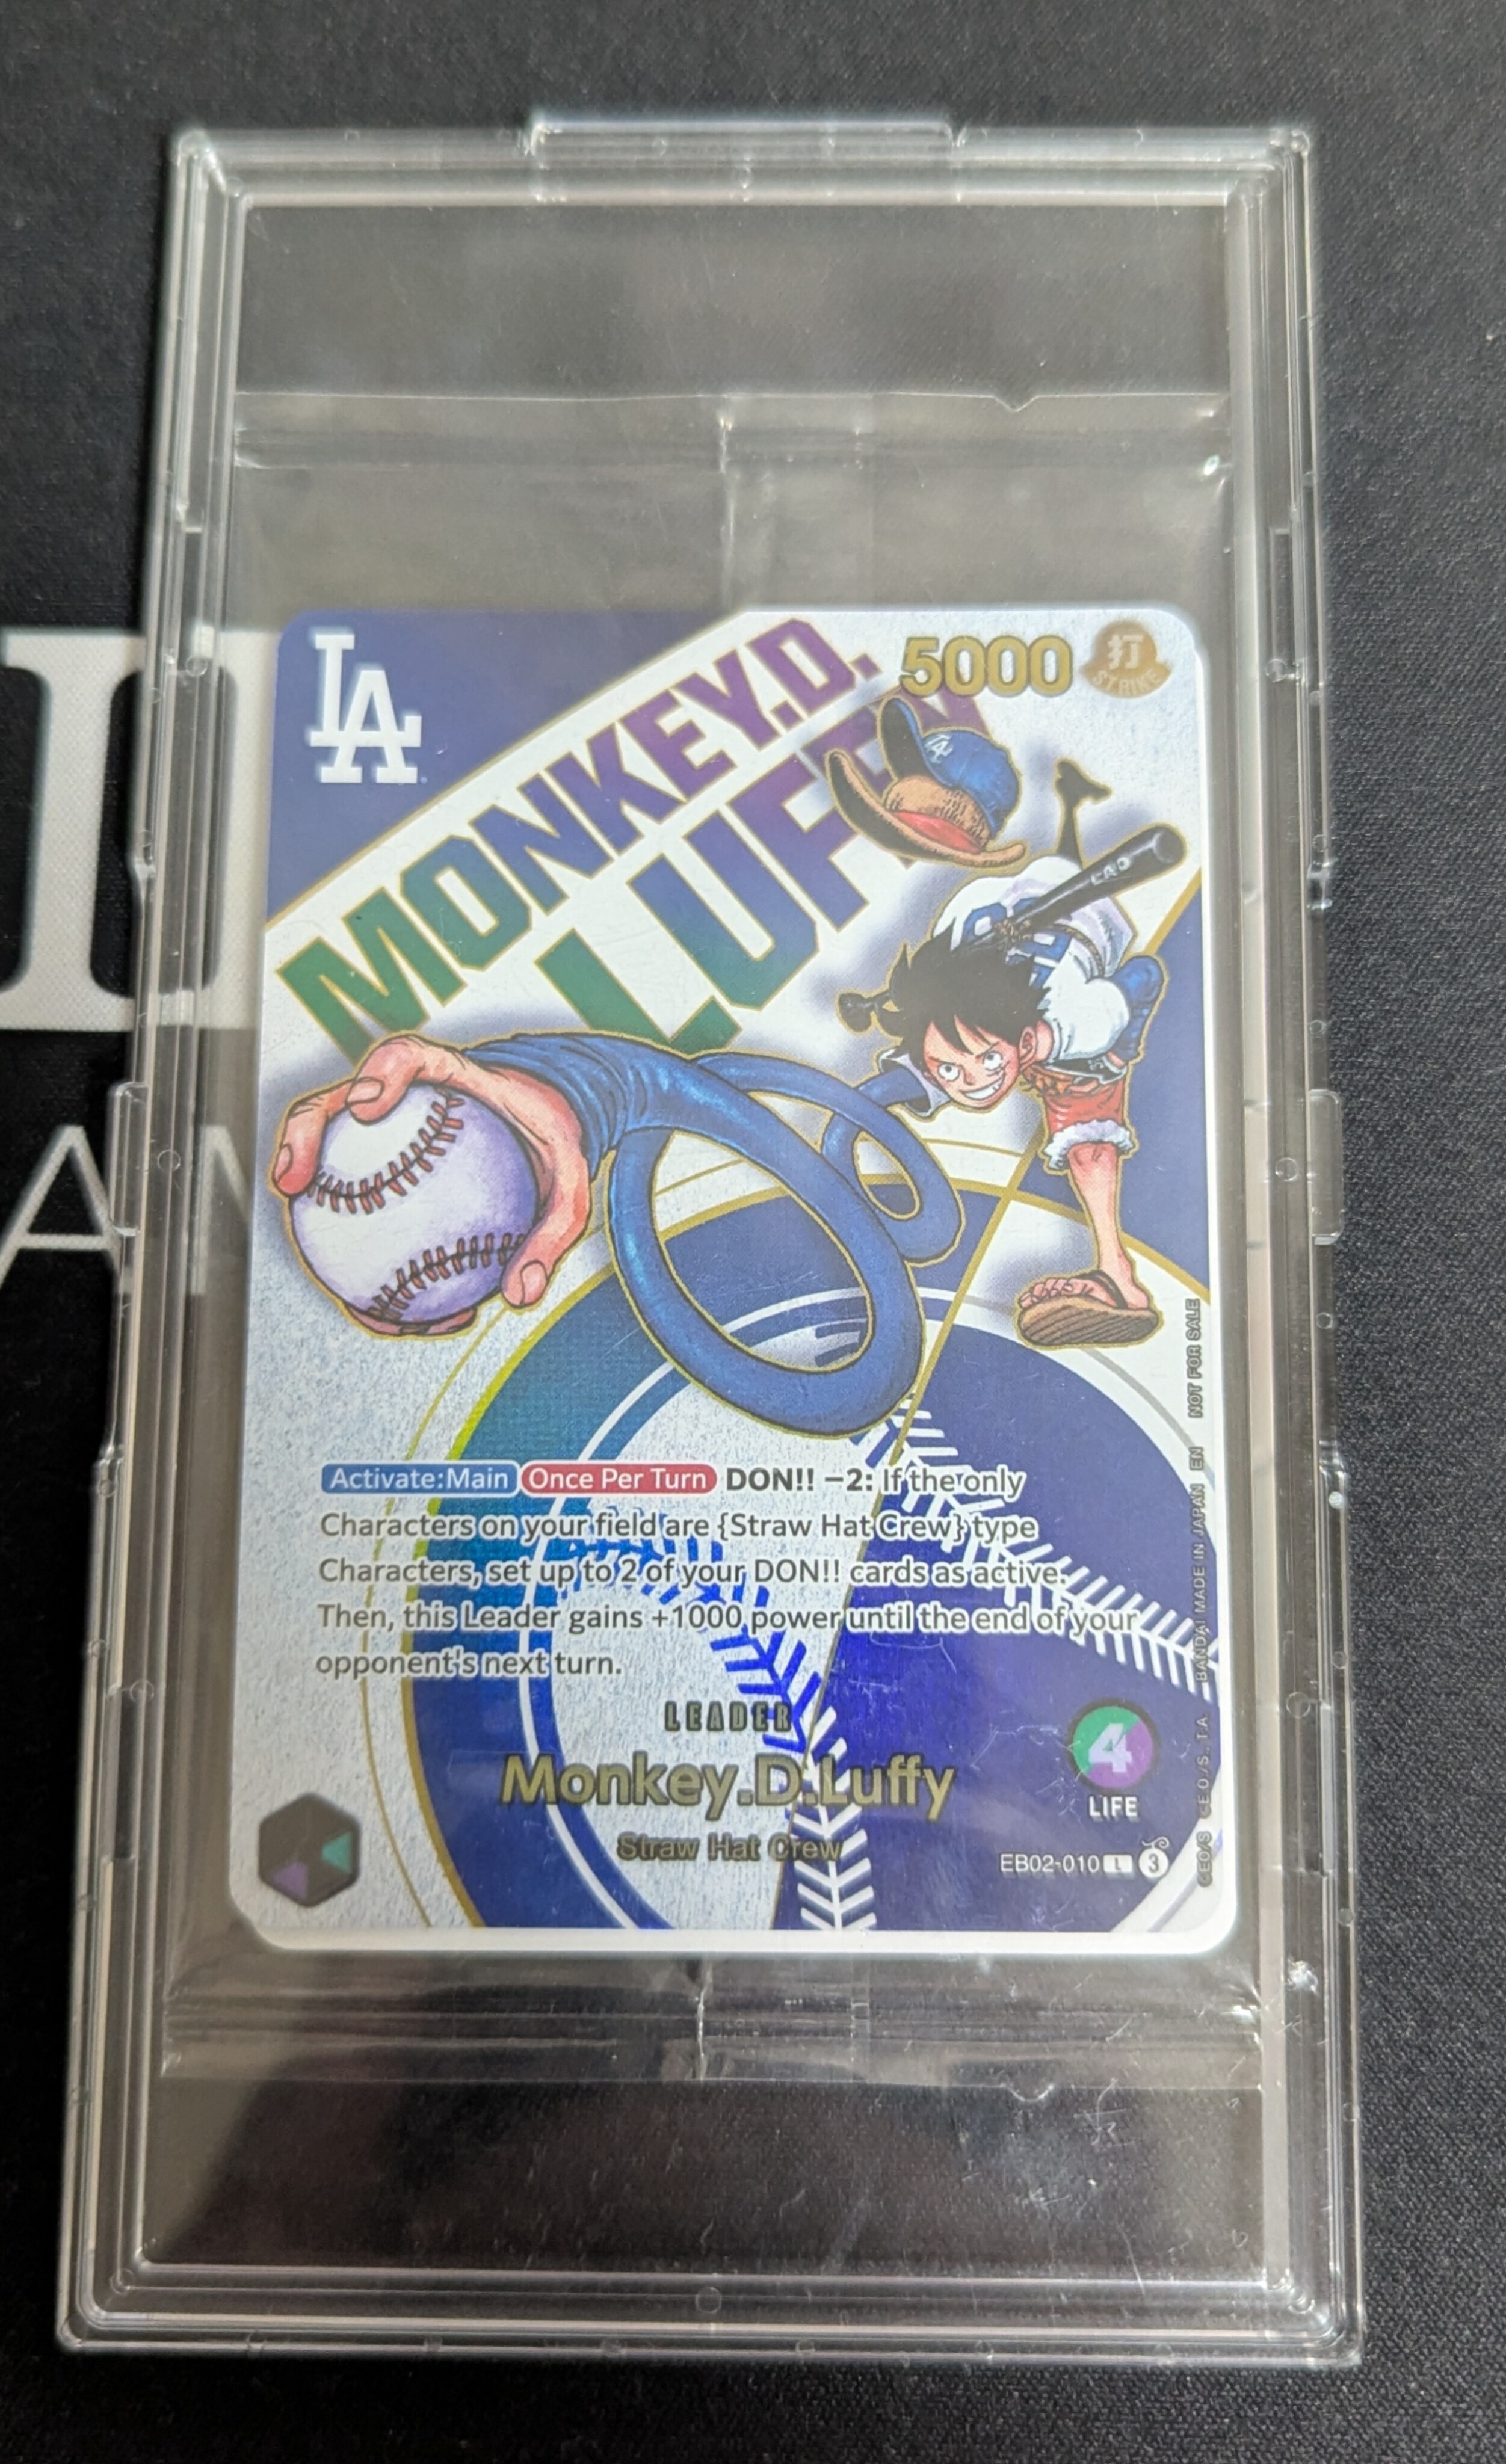 LA
5000
打
STRIKE
MONKEY.D.
LUFFY
LA
LAD
Activate:Main Once Per Turn DON!! −2: If the only
Characters on your field are {Straw Hat Crew} type
Characters, set up to 2 of your DON!! cards as active.
Then, this Leader gains +1000 power until the end of your
opponent's next turn.
LEADER
Monkey.D.Luffy
Straw Hat Crew
4
LIFE
EB02-010 L 3
©EO/S. ©E.O./S., T.A. BANDAI MADE IN JAPAN EN NOT FOR SALE